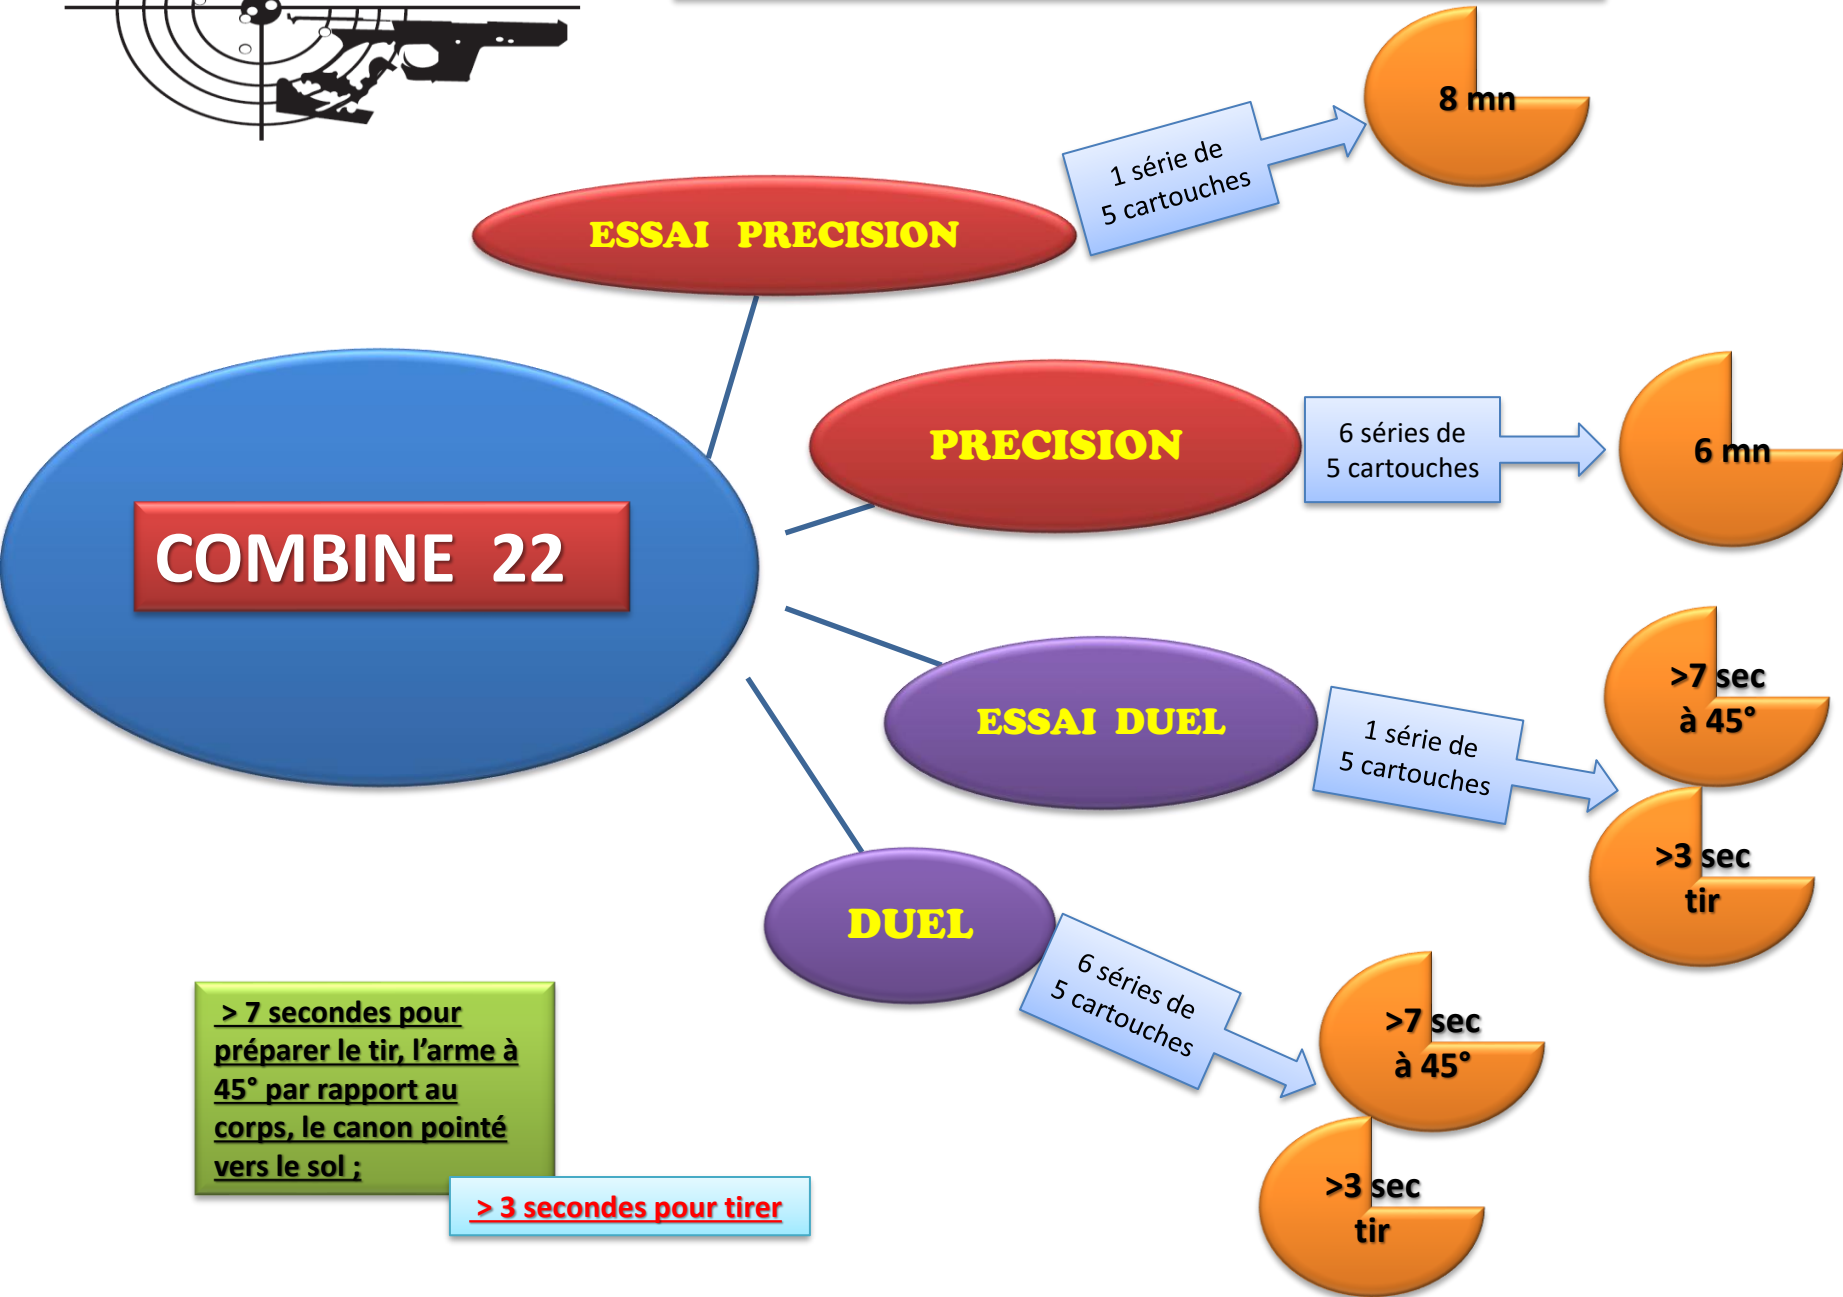 8 mn
1 série de
5 cartouches
ESSAI PRECISION
PRECISION
6 séries de
5 cartouches
6 mn
COMBINE 22
ESSAI DUEL
1 série de
5 cartouches
>7 sec
à 45°
>3 sec
tir
DUEL
6 séries de
5 cartouches
>7 sec
à 45°
>3 sec
tir
> 7 secondes pour
préparer le tir, l’arme à
45° par rapport au
corps, le canon pointé
vers le sol ;
> 3 secondes pour tirer